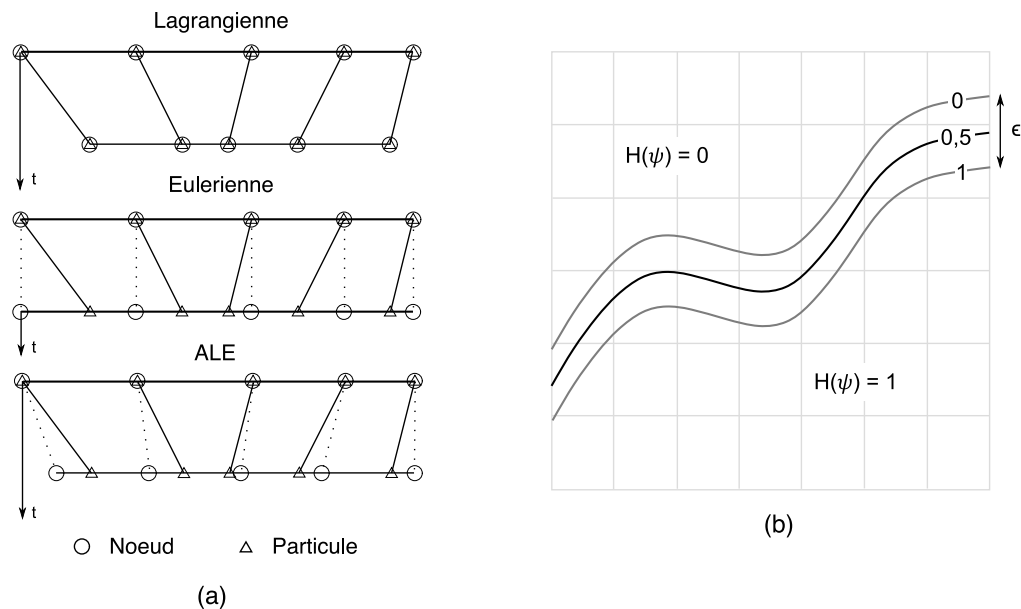 Lagrangienne
t
Eulerienne
t
ALE
t
Noeud Particule
(a)
0
0,5
1
ϵ
H(ψ) = 0
H(ψ) = 1
(b)